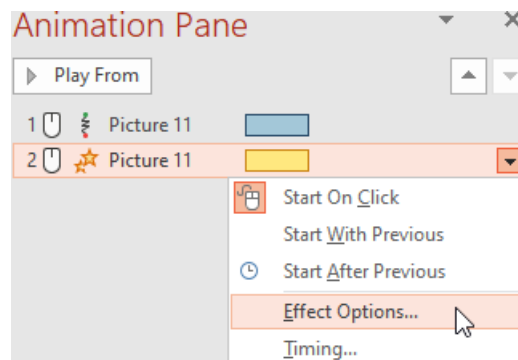 Animation Pane
Play From
1 Picture 11
2 Picture 11
Start On Click
Start With Previous
Start After Previous
Effect Options...
Timing...